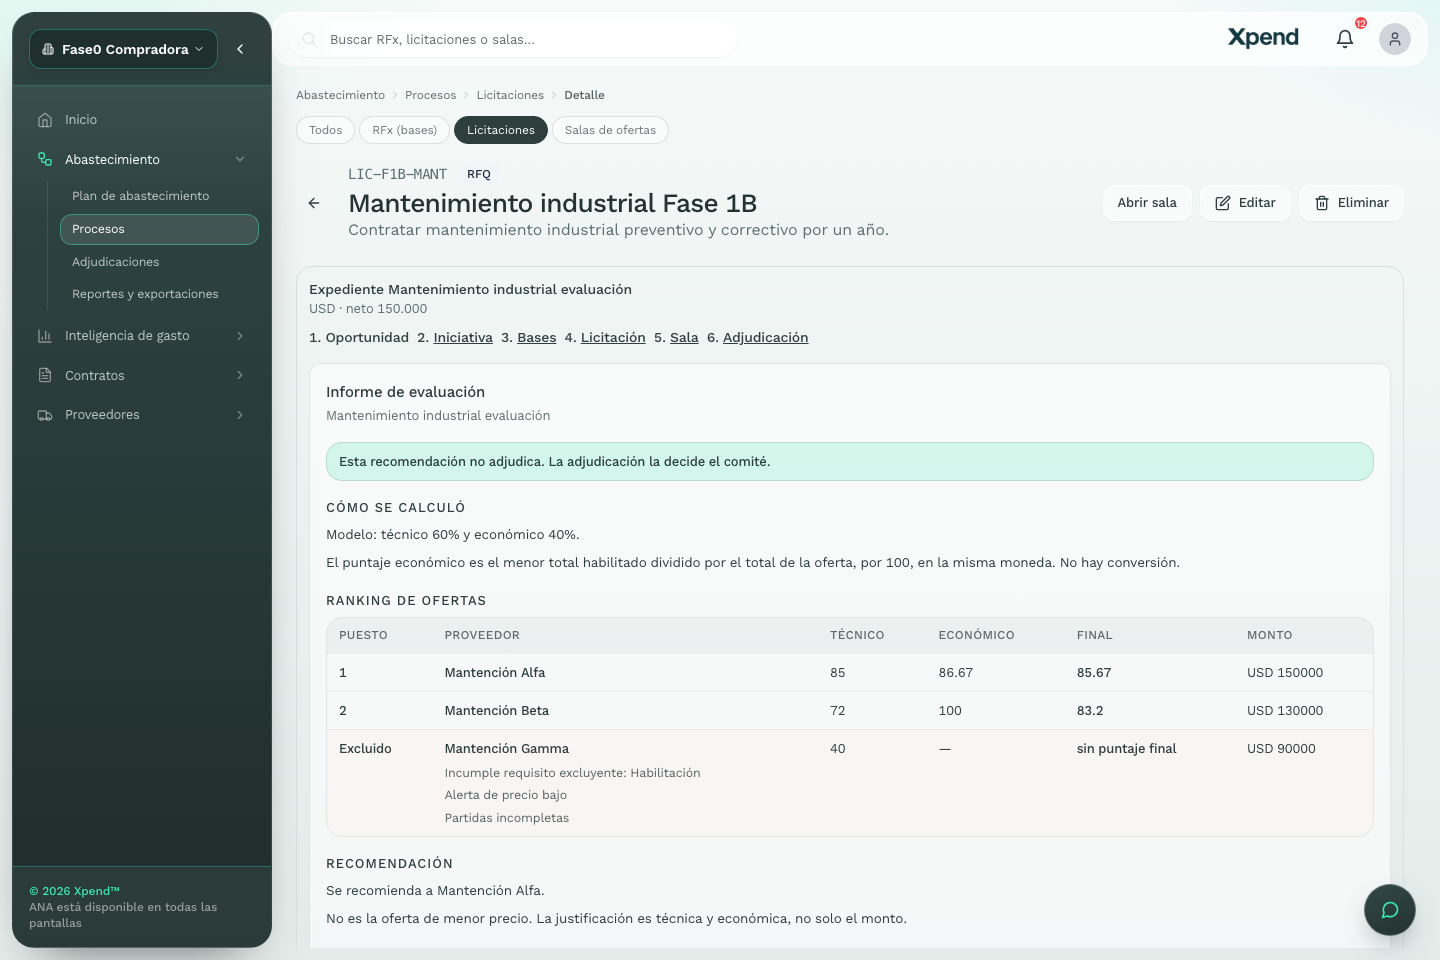 Fase0 Compradora
Buscar RFx, licitaciones o salas...
Xpend
12
Inicio
Abastecimiento
Plan de abastecimiento
Procesos
Adjudicaciones
Reportes y exportaciones
Inteligencia de gasto
Contratos
Proveedores
© 2026 Xpend™
ANA está disponible en todas las
pantallas
Abastecimiento > Procesos > Licitaciones > Detalle
Todos RFx (bases) Licitaciones Salas de ofertas
LIC-F1B-MANT RFQ
Mantenimiento industrial Fase 1B
Contratar mantenimiento industrial preventivo y correctivo por un año.
Abrir sala Editar Eliminar
Expediente Mantenimiento industrial evaluación
USD · neto 150.000
1. Oportunidad 2. Iniciativa 3. Bases 4. Licitación 5. Sala 6. Adjudicación
Informe de evaluación
Mantenimiento industrial evaluación
Esta recomendación no adjudica. La adjudicación la decide el comité.
CÓMO SE CALCULÓ
Modelo: técnico 60% y económico 40%.
El puntaje económico es el menor total habilitado dividido por el total de la oferta, por 100, en la misma moneda. No hay conversión.
RANKING DE OFERTAS
PUESTO PROVEEDOR TÉCNICO ECONÓMICO FINAL MONTO
1 Mantención Alfa 85 86.67 85.67 USD 150000
2 Mantención Beta 72 100 83.2 USD 130000
Excluido Mantención Gamma 40 — sin puntaje final USD 90000
Incumple requisito excluyente: Habilitación
Alerta de precio bajo
Partidas incompletas
RECOMENDACIÓN
Se recomienda a Mantención Alfa.
No es la oferta de menor precio. La justificación es técnica y económica, no solo el monto.